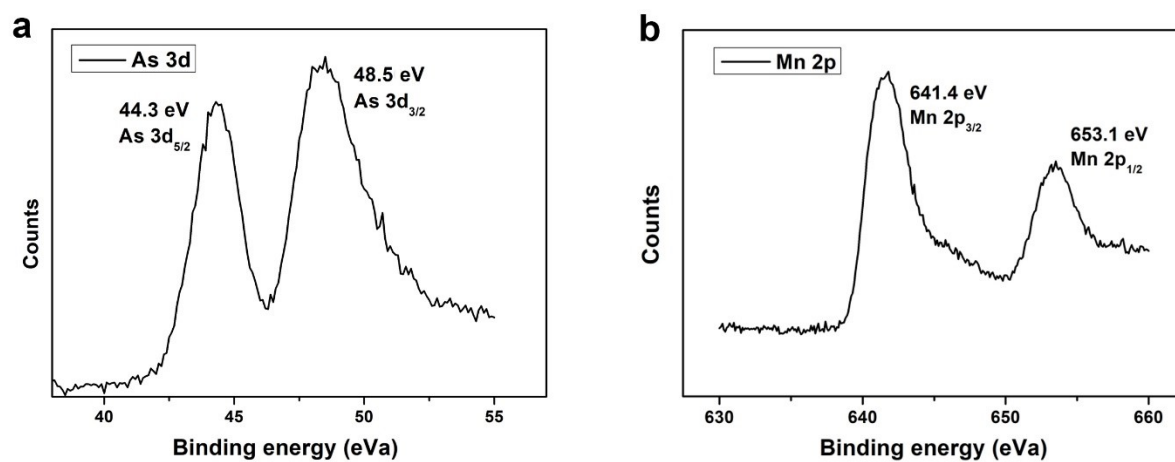 a
As 3d
44.3 eV
As 3d5/2
48.5 eV
As 3d3/2
Counts
40 45 50 55
Binding energy (eVa)
b
Mn 2p
641.4 eV
Mn 2p3/2
653.1 eV
Mn 2p1/2
Counts
630 640 650 660
Binding energy (eVa)